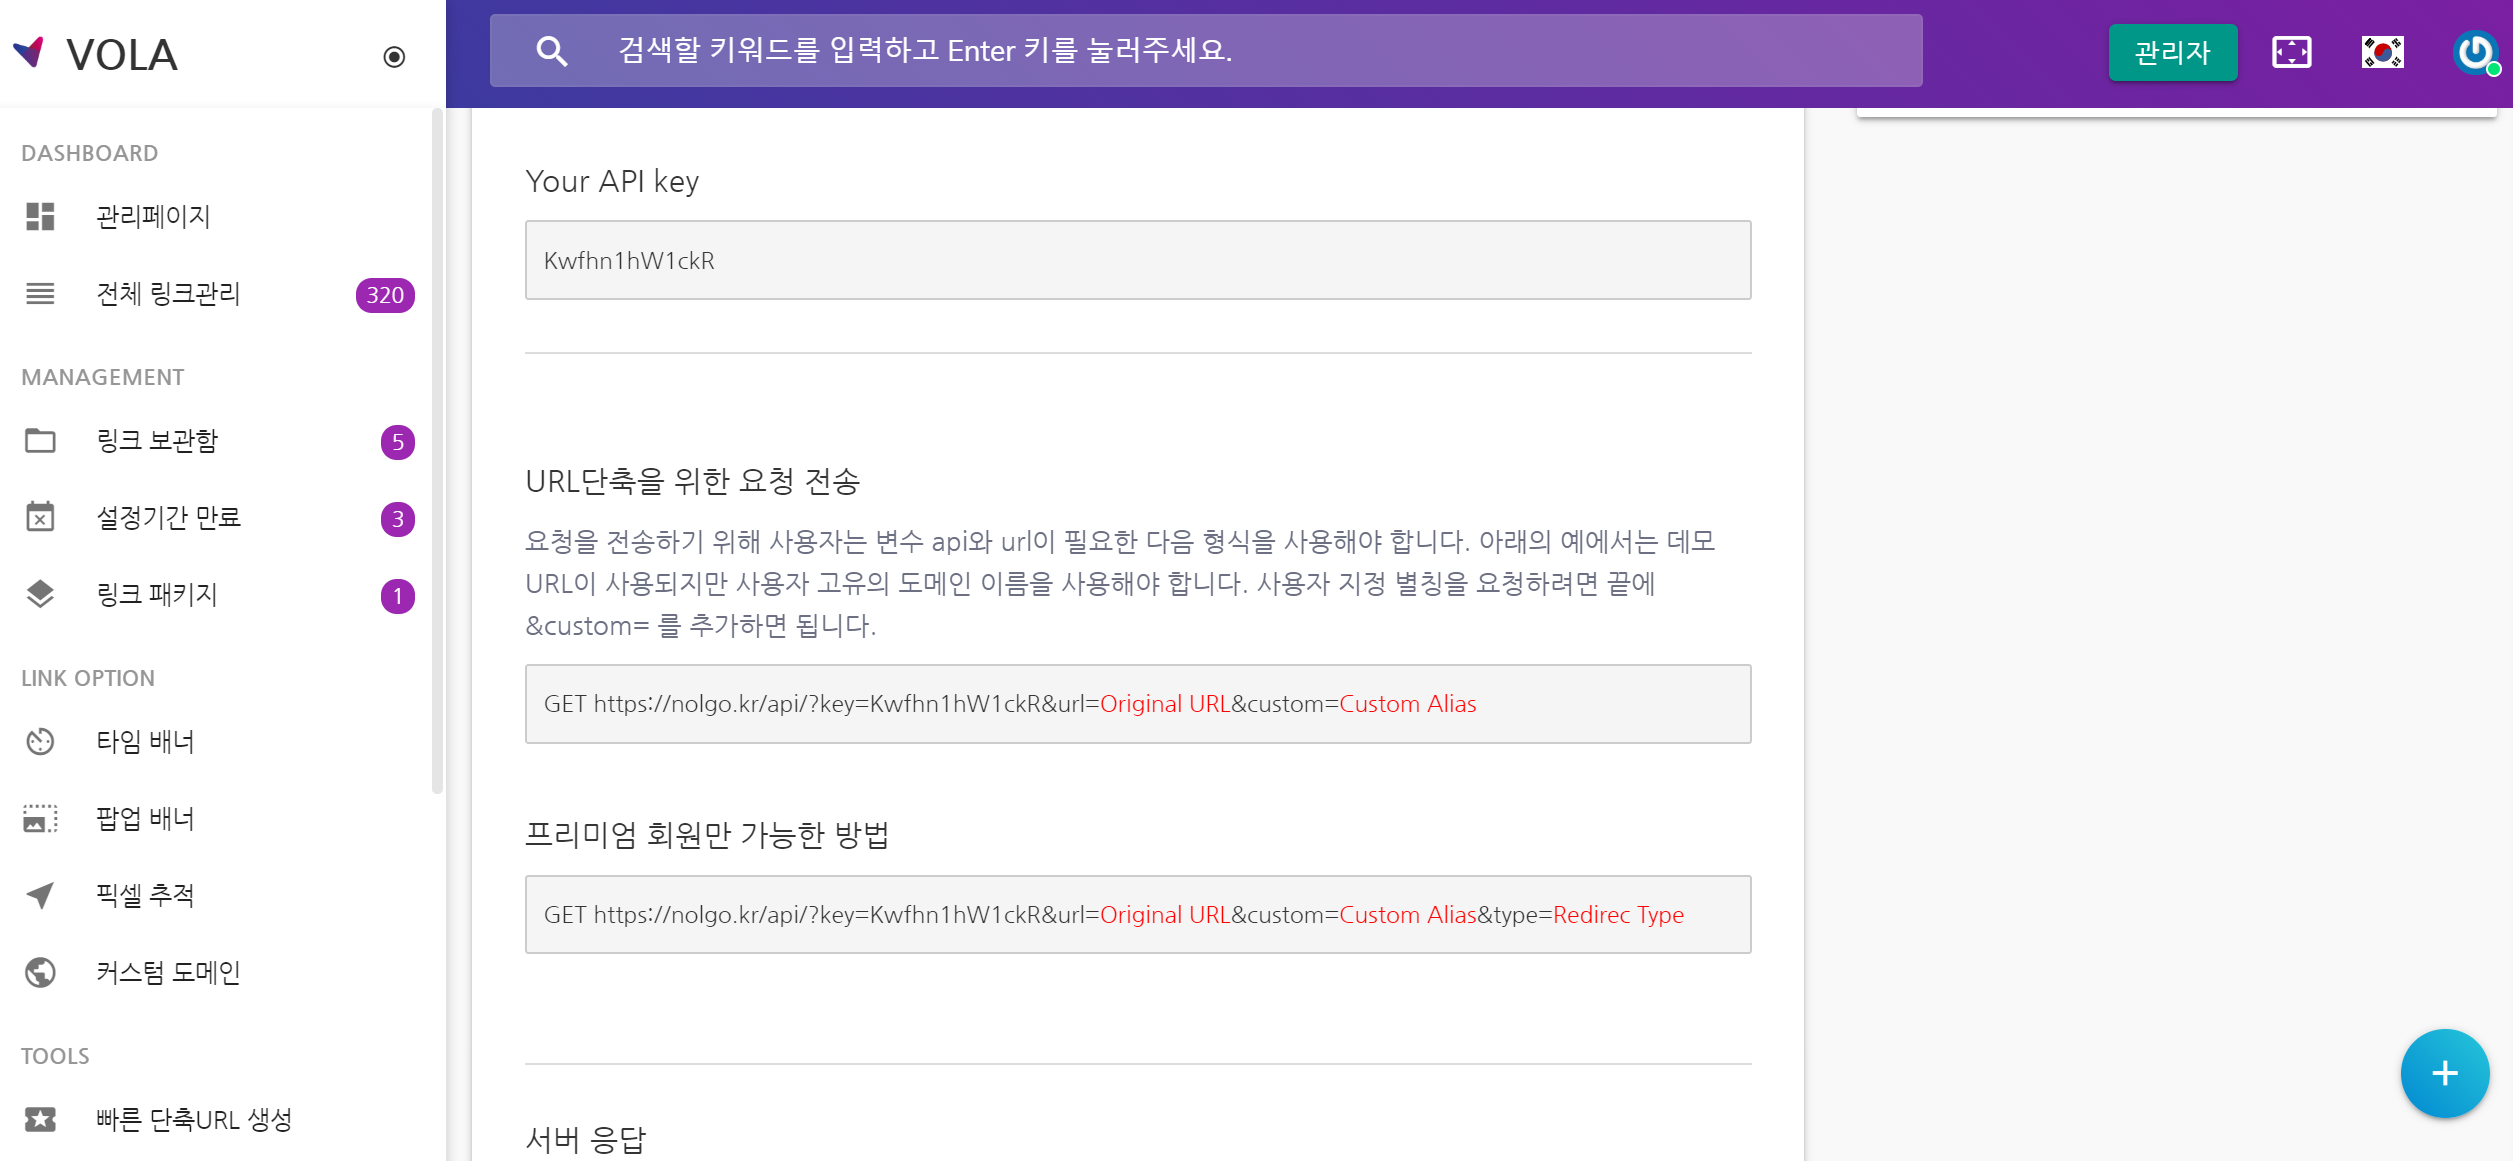 VOLA
검색할 키워드를 입력하고 Enter 키를 눌러주세요.
관리자
DASHBOARD
관리페이지
전체 링크관리 320
MANAGEMENT
링크 보관함 5
설정기간 만료 3
링크 패키지 1
LINK OPTION
타임 배너
팝업 배너
픽셀 추적
커스텀 도메인
TOOLS
빠른 단축URL 생성
Your API key
Kwfhn1hW1ckR
URL단축을 위한 요청 전송
요청을 전송하기 위해 사용자는 변수 api와 url이 필요한 다음 형식을 사용해야 합니다. 아래의 예에서는 데모
URL이 사용되지만 사용자 고유의 도메인 이름을 사용해야 합니다. 사용자 지정 별칭을 요청하려면 끝에
&custom= 를 추가하면 됩니다.
GET https://nolgo.kr/api/?key=Kwfhn1hW1ckR&url=Original URL&custom=Custom Alias
프리미엄 회원만 가능한 방법
GET https://nolgo.kr/api/?key=Kwfhn1hW1ckR&url=Original URL&custom=Custom Alias&type=Redirec Type
서버 응답